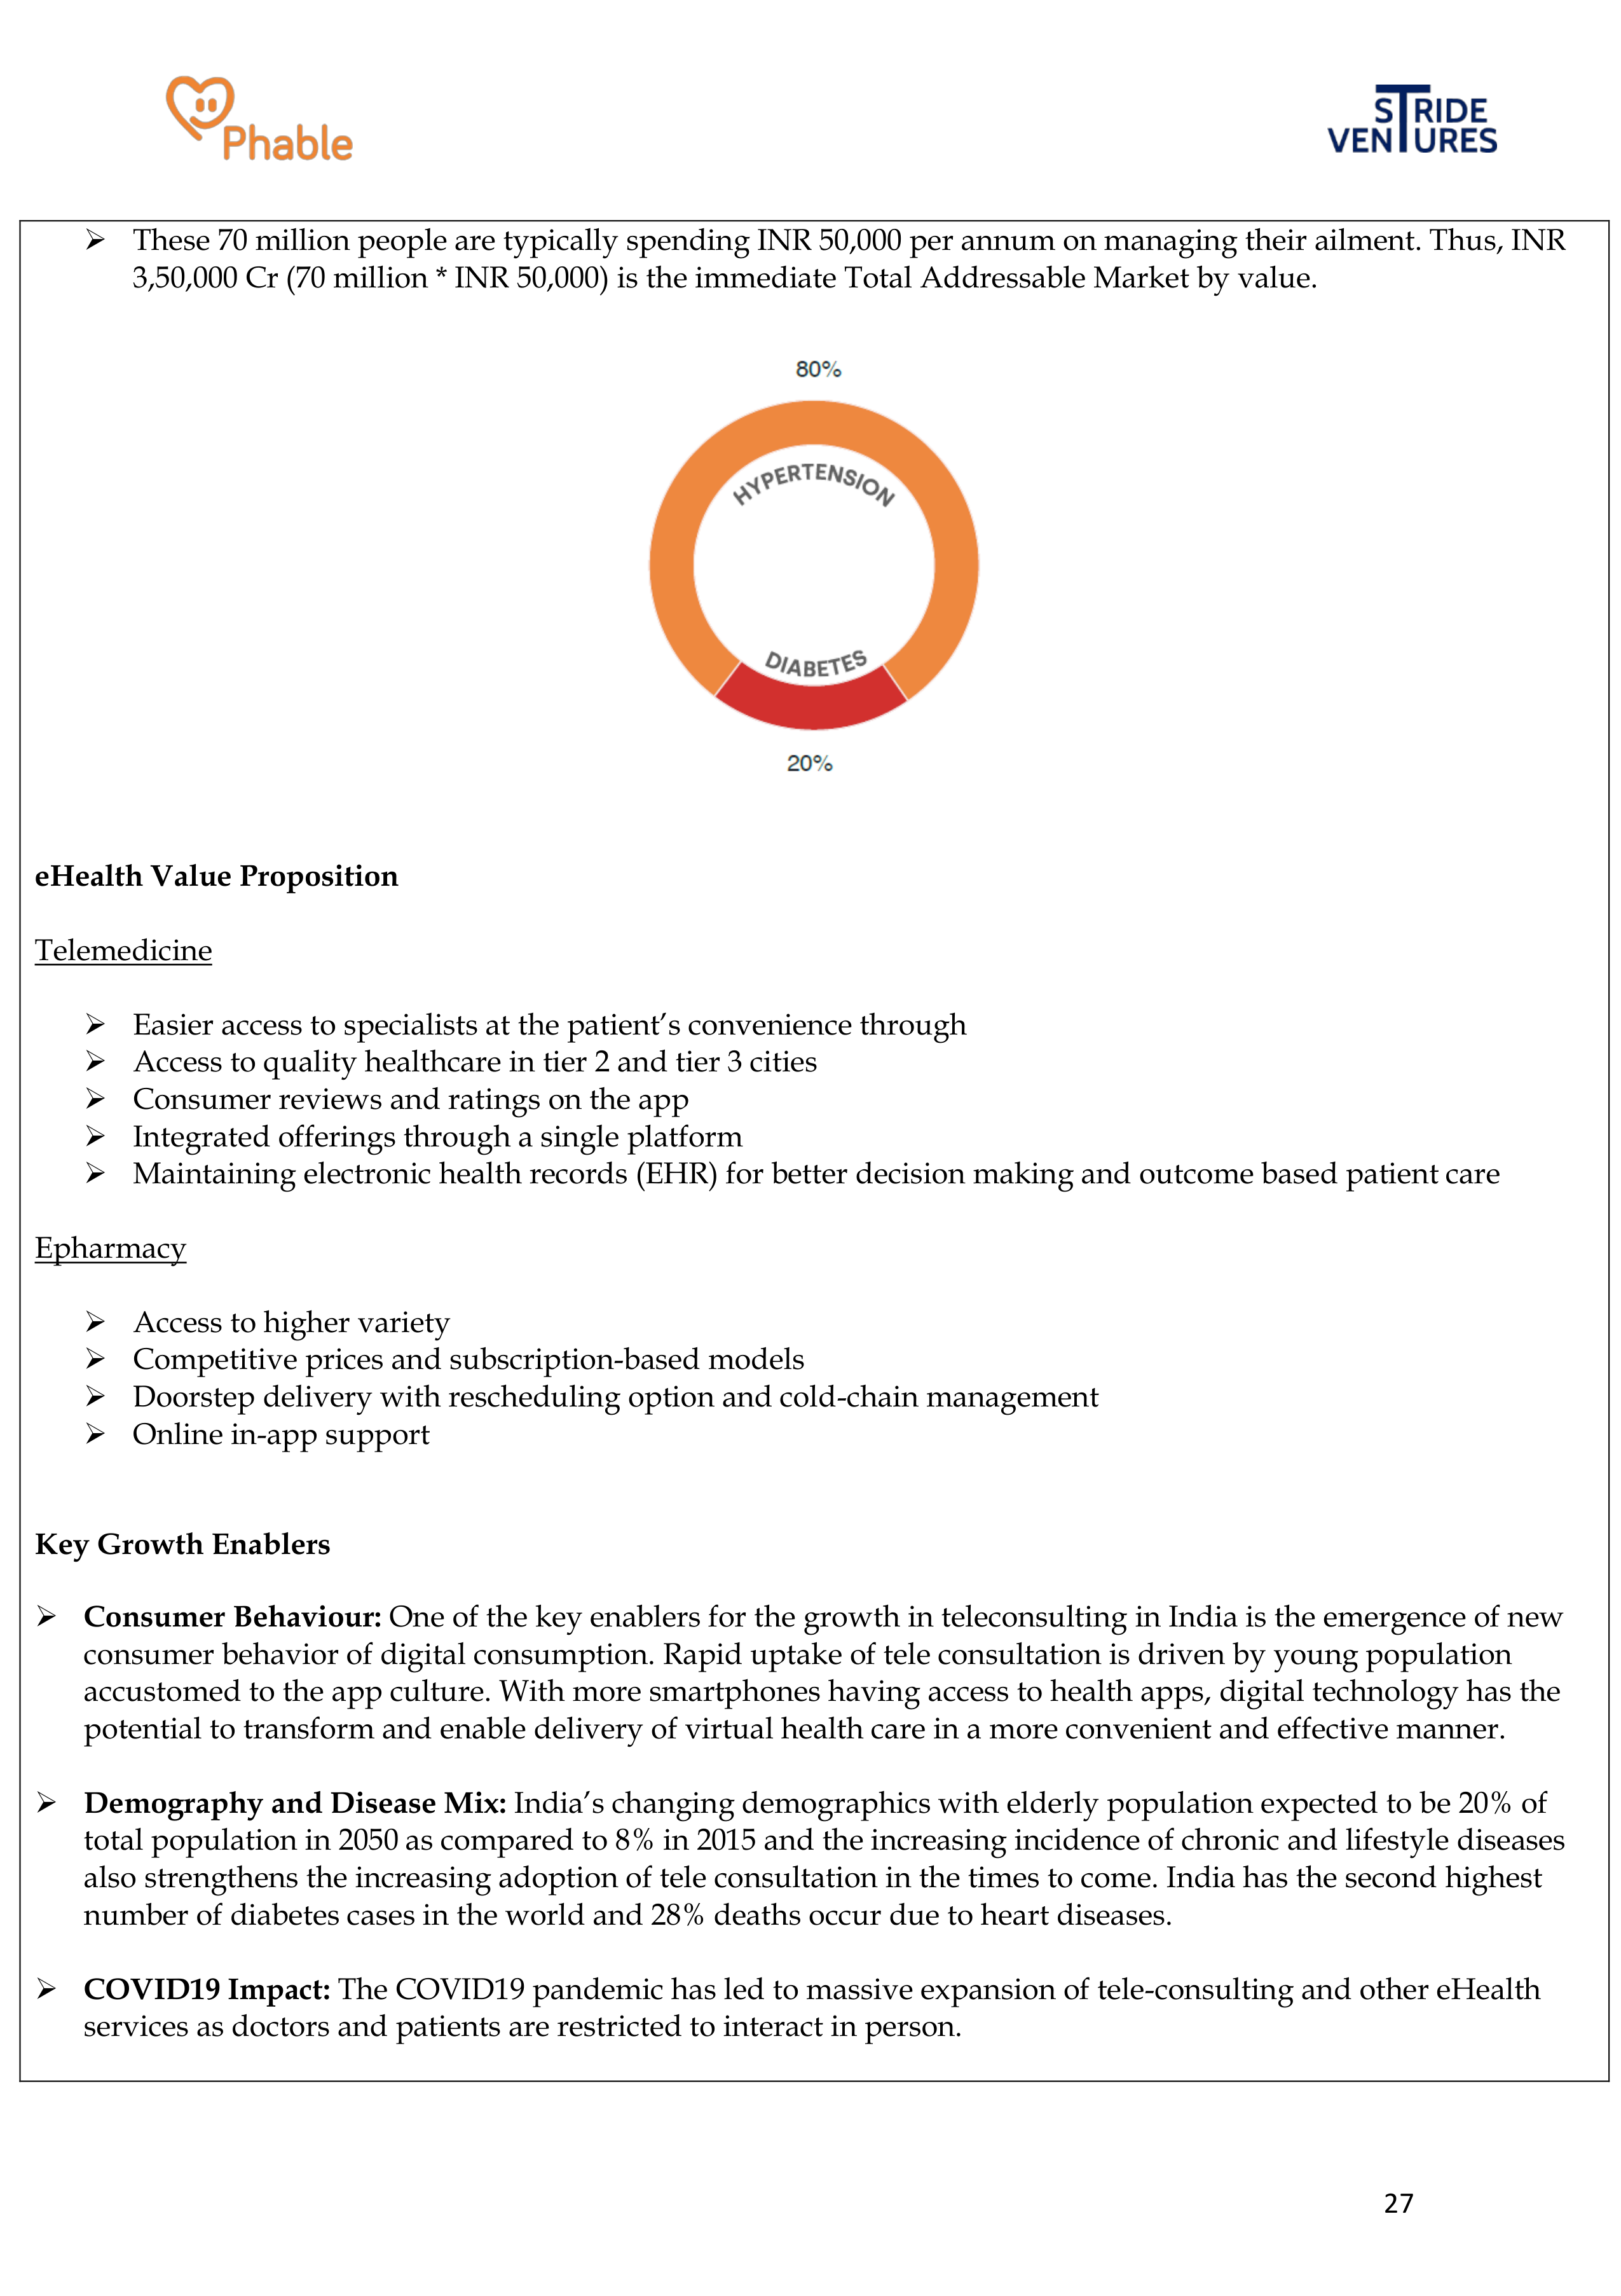 Phable
STRIDE
VENTURES
➢ These 70 million people are typically spending INR 50,000 per annum on managing their ailment. Thus, INR
3,50,000 Cr (70 million * INR 50,000) is the immediate Total Addressable Market by value.
80%
HYPERTENSION
DIABETES
20%
eHealth Value Proposition
Telemedicine
➢ Easier access to specialists at the patient’s convenience through
➢ Access to quality healthcare in tier 2 and tier 3 cities
➢ Consumer reviews and ratings on the app
➢ Integrated offerings through a single platform
➢ Maintaining electronic health records (EHR) for better decision making and outcome based patient care
Epharmacy
➢ Access to higher variety
➢ Competitive prices and subscription-based models
➢ Doorstep delivery with rescheduling option and cold-chain management
➢ Online in-app support
Key Growth Enablers
➢ Consumer Behaviour: One of the key enablers for the growth in teleconsulting in India is the emergence of new
consumer behavior of digital consumption. Rapid uptake of tele consultation is driven by young population
accustomed to the app culture. With more smartphones having access to health apps, digital technology has the
potential to transform and enable delivery of virtual health care in a more convenient and effective manner.
➢ Demography and Disease Mix: India’s changing demographics with elderly population expected to be 20% of
total population in 2050 as compared to 8% in 2015 and the increasing incidence of chronic and lifestyle diseases
also strengthens the increasing adoption of tele consultation in the times to come. India has the second highest
number of diabetes cases in the world and 28% deaths occur due to heart diseases.
➢ COVID19 Impact: The COVID19 pandemic has led to massive expansion of tele-consulting and other eHealth
services as doctors and patients are restricted to interact in person.
27